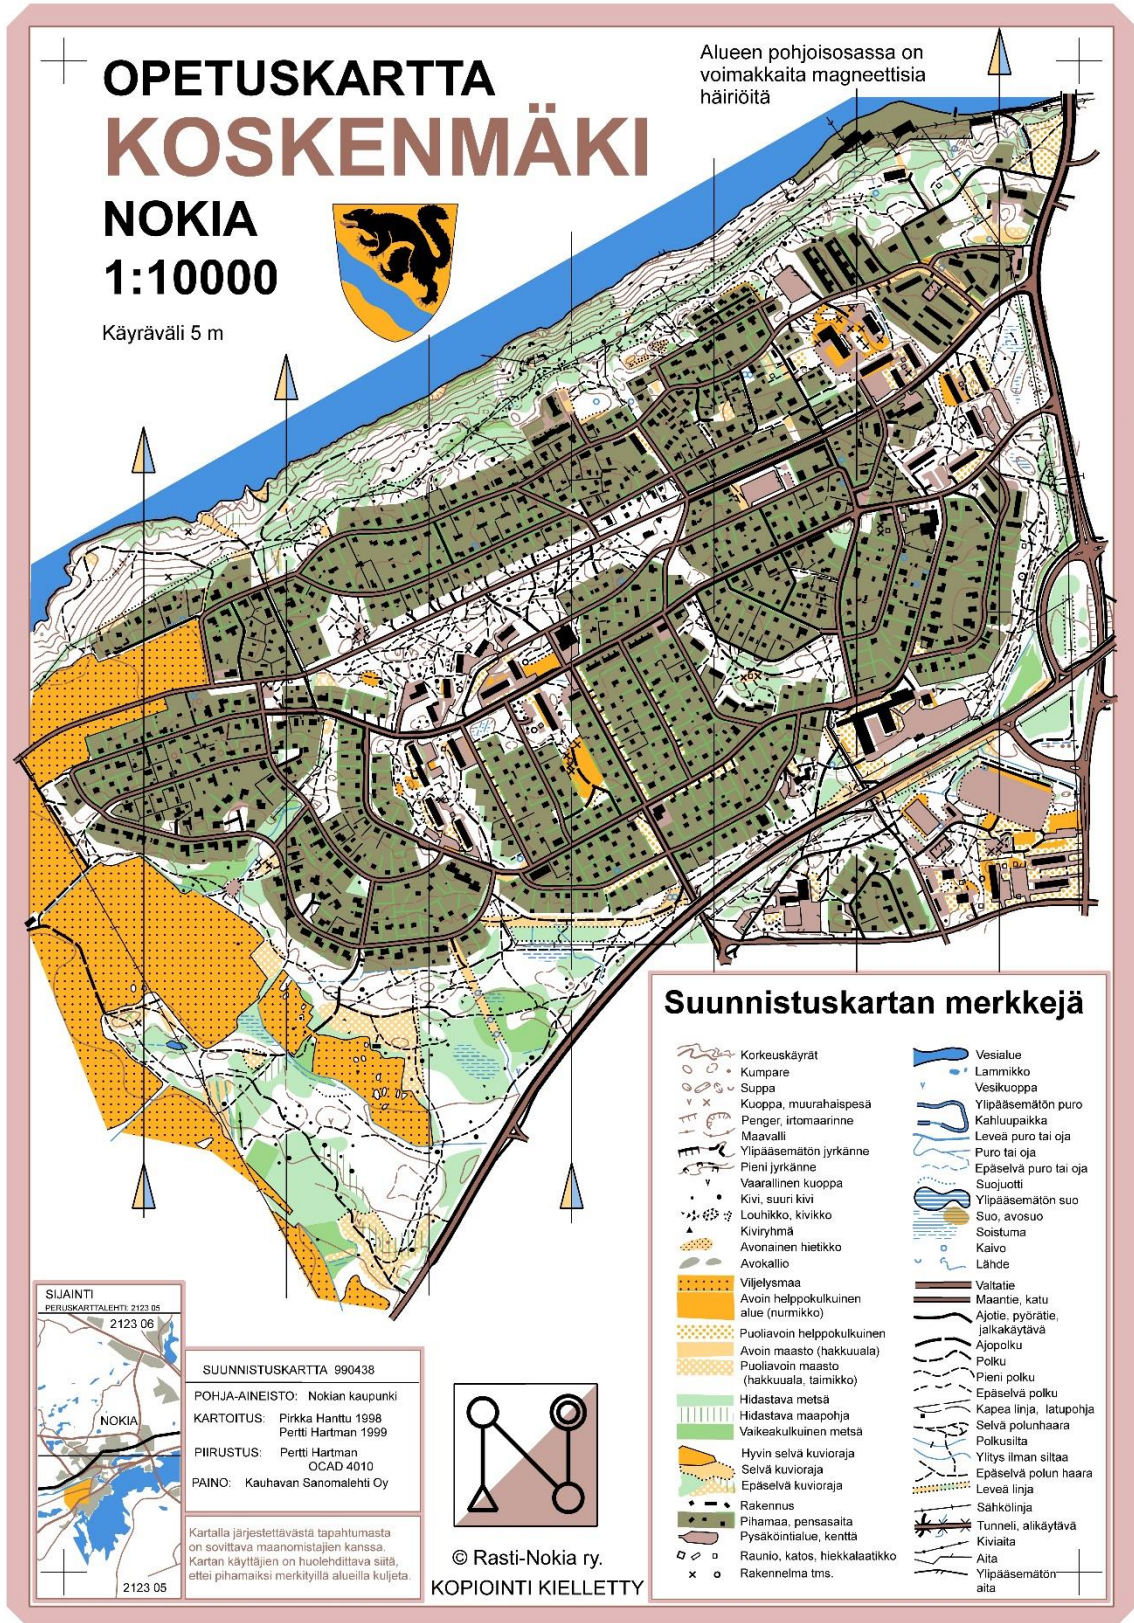 OPETUSKARTTA
KOSKENMÄKI
NOKIA
1:10000
Käyräväli 5 m
Alueen pohjoisosassa on
voimakkaita magneettisia
häiriöitä
Suunnistuskartan merkkejä
Korkeuskäyrät
Kumpare
Suppa
Kuoppa, muurahaispesä
Penger, irtomaarinne
Maavalli
Ylipääsemätön jyrkänne
Pieni jyrkänne
Vaarallinen kuoppa
Kivi, suuri kivi
Louhikko, kivikko
Kiviryhmä
Avonainen hietikko
Avokallio
Viljelysmaa
Avoin helppokulkuinen
alue (nurmikko)
Puoliavoin helppokulkuinen
Avoin maasto (hakkuuala)
Puoliavoin maasto
(hakkuuala, taimikko)
Hidastava metsä
Hidastava maapohja
Vaikeakulkuinen metsä
Hyvin selvä kuvioraja
Selvä kuvioraja
Epäselvä kuvioraja
Rakennus
Pihamaa, pensasaita
Pysäköintialue, kenttä
Raunio, katos, hiekkalaatikko
Rakennelma tms.
Vesialue
Lammikko
Vesikuoppa
Ylipääsemätön puro
Kahluupaikka
Leveä puro tai oja
Puro tai oja
Epäselvä puro tai oja
Suojuotti
Ylipääsemätön suo
Suo, avosuo
Soistuma
Kaivo
Lähde
Valtatie
Maantie, katu
Ajotie, pyörätie,
jalkakäytävä
Ajopolku
Polku
Pieni polku
Epäselvä polku
Kapea linja, latupohja
Selvä polunhaara
Polkusilta
Ylitys ilman siltaa
Epäselvä polun haara
Leveä linja
Sähkölinja
Tunneli, alikäytävä
Kiviaita
Aita
Ylipääsemätön
aita
SIJAINTI
PERUSKARTTALEHTI: 2123 05
2123 06
NOKIA
2123 05
SUUNNISTUSKARTTA 990438
POHJA-AINEISTO: Nokian kaupunki
KARTOITUS: Pirkka Hanttu 1998
Pertti Hartman 1999
PIIRUSTUS: Pertti Hartman
OCAD 4010
PAINO: Kauhavan Sanomalehti Oy
Kartalla järjestettävästä tapahtumasta
on sovittava maanomistajien kanssa.
Kartan käyttäjien on huolehdittava siitä,
ettei pihamaiksi merkityillä alueilla kuljeta.
© Rasti-Nokia ry.
KOPIOINTI KIELLETTY